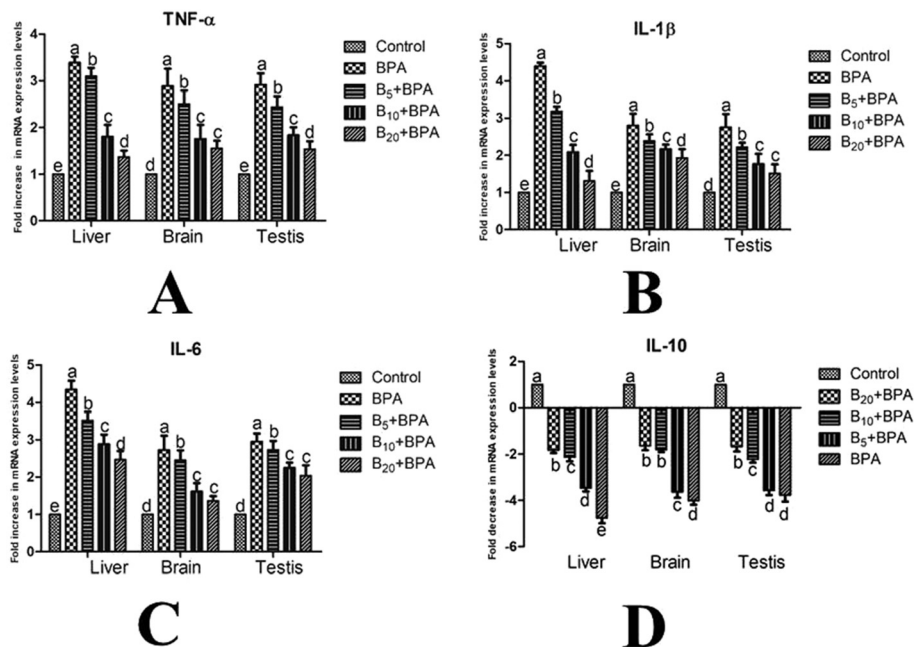 TNF-α
Fold increase in mRNA expression levels
4
3
2
1
0
e a b c d
d a b c c
e a b c d
Liver Brain Testis
Control
BPA
B5+BPA
B10+BPA
B20+BPA
A
IL-1β
Fold increase in mRNA expression levels
5
4
3
2
1
0
e a b c d
e a b c d
d a b c c
Liver Brain Testis
Control
BPA
B5+BPA
B10+BPA
B20+BPA
B
IL-6
Fold increase in mRNA expression levels
5
4
3
2
1
0
e a b c d
d a b c c
d a b c c
Liver Brain Testis
Control
BPA
B5+BPA
B10+BPA
B20+BPA
C
IL-10
Fold decrease in mRNA expression levels
2
0
-2
-4
-6
a b b c e
a b b c d
a b c d d
Liver Brain Testis
Control
B20+BPA
B10+BPA
B5+BPA
BPA
D